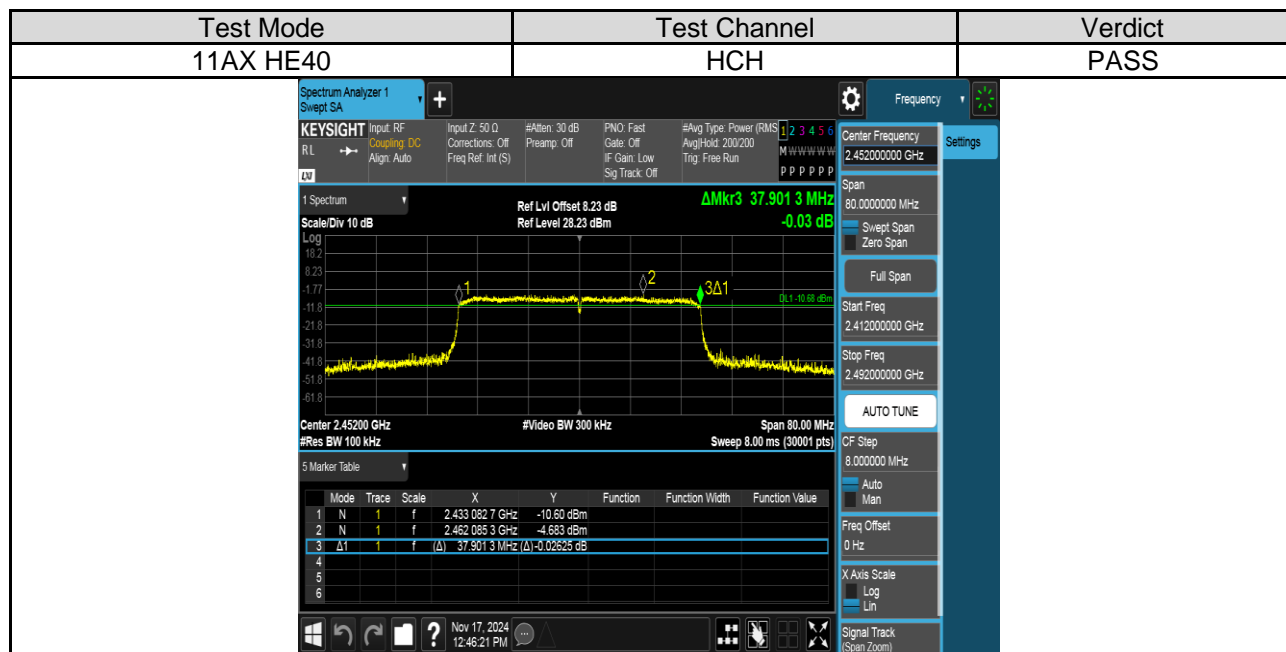 Test Mode Test Channel Verdict
11AX HE40 HCH PASS
Spectrum Analyzer 1
Swept SA
+
Frequency
Settings
KEYSIGHT
RL
LXI
Input: RF
Coupling: DC
Align: Auto
Input Z: 50 Ω
Corrections: Off
Freq Ref: Int (S)
#Atten: 30 dB
Preamp: Off
PNO: Fast
Gate: Off
IF Gain: Low
Sig Track: Off
#Avg Type: Power (RMS
Avg|Hold: 200/200
Trig: Free Run
1 2 3 4 5 6
M W W W W W
P P P P P P
1 Spectrum
Scale/Div 10 dB
Ref Lvl Offset 8.23 dB
Ref Level 28.23 dBm
ΔMkr3 37.901 3 MHz
-0.03 dB
Log
18.2
8.23
-1.77
-11.8
-21.8
-31.8
-41.8
-51.8
-61.8
1
2
3Δ1
DL1 -10.68 dBm
Center 2.45200 GHz #Video BW 300 kHz Span 80.00 MHz
#Res BW 100 kHz Sweep 8.00 ms (30001 pts)
5 Marker Table
Mode Trace Scale X Y Function Function Width Function Value
1 N 1 f 2.433 082 7 GHz -10.60 dBm
2 N 1 f 2.462 085 3 GHz -4.683 dBm
3 Δ1 1 f (Δ) 37.901 3 MHz (Δ) -0.02625 dB
4
5
6
Center Frequency
2.452000000 GHz
Span
80.0000000 MHz
Swept Span
Zero Span
Full Span
Start Freq
2.412000000 GHz
Stop Freq
2.492000000 GHz
AUTO TUNE
CF Step
8.000000 MHz
Auto
Man
Freq Offset
0 Hz
X Axis Scale
Log
Lin
Signal Track
(Span Zoom)
?
Nov 17, 2024
12:46:21 PM